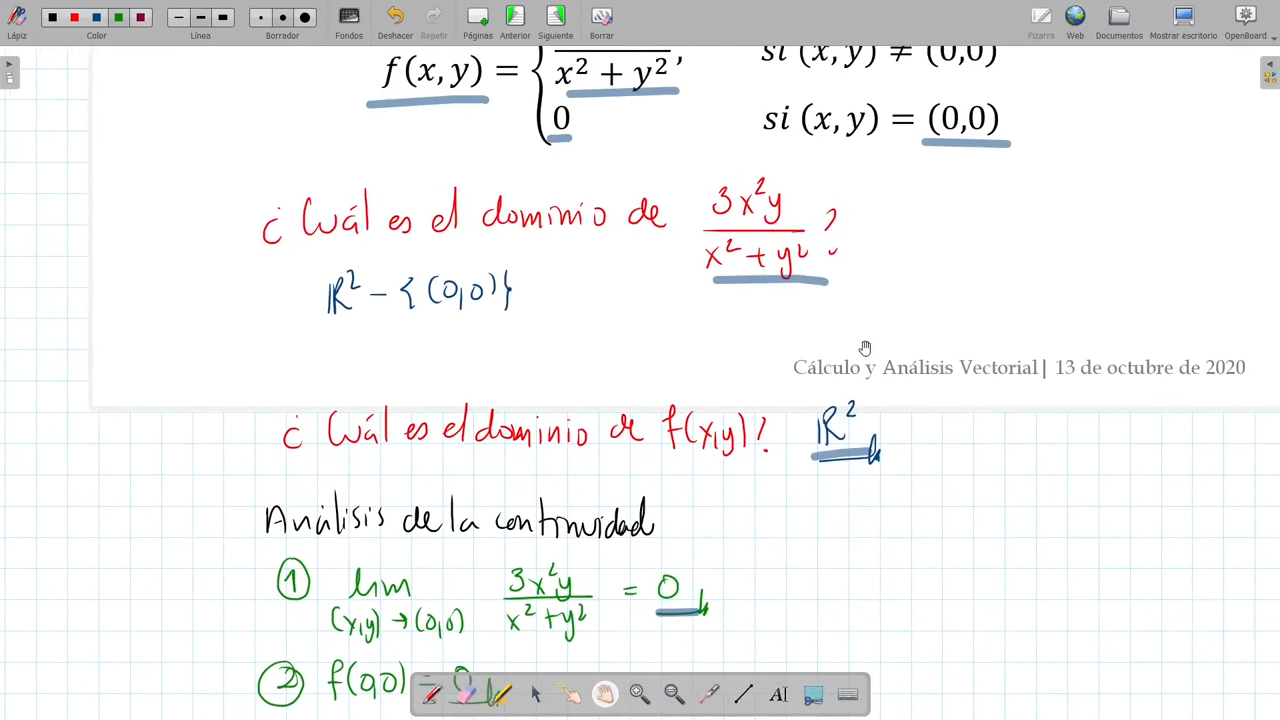 Lápiz Color Línea Borrador Fondos Deshacer Repetir Páginas Anterior Siguiente Borrar Pizarra Web Documentos Mostrar escritorio OpenBoard
f(x,y) = { x² + y² , si (x,y) ≠ (0,0)
0 si (x,y) = (0,0)
¿ Cuál es el dominio de 3x²y / x² + y² ?
ℝ² - {(0,0)}
Cálculo y Análisis Vectorial| 13 de octubre de 2020
¿ Cuál es el dominio de f(x,y)? ℝ²
Análisis de la continuidad
① lim (x,y)→(0,0) 3x²y / x²+y² = 0
② f(0,0) = 0
AI